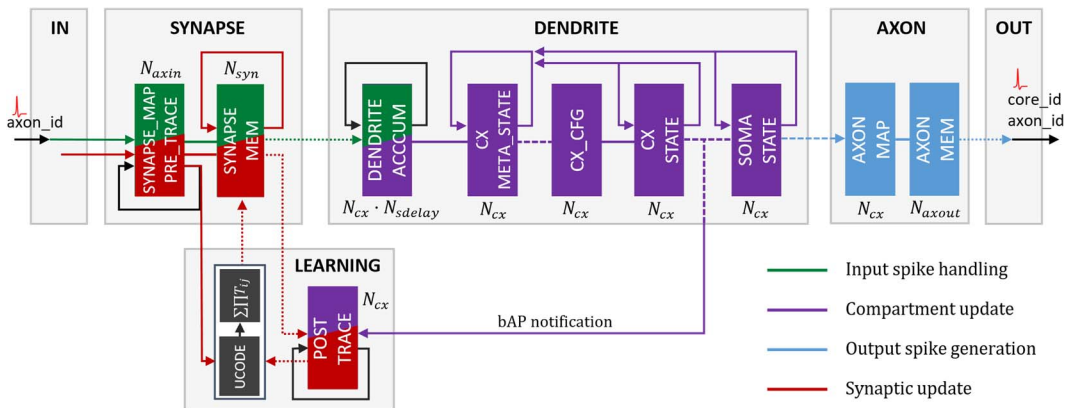 IN
SYNAPSE
DENDRITE
AXON
OUT
axon_id
N_axin
SYNAPSE_MAP
PRE_TRACE
N_syn
SYNAPSE
MEM
DENDRITE
ACCCUM
N_cx · N_sdelay
CX
META_STATE
N_cx
CX_CFG
N_cx
CX
STATE
N_cx
SOMA
STATE
N_cx
AXON
MAP
N_cx
AXON
MEM
N_axout
core_id
axon_id
LEARNING
ΣΠT_ij
UCODE
N_cx
POST
TRACE
bAP notification
Input spike handling
Compartment update
Output spike generation
Synaptic update